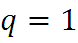 q = 1